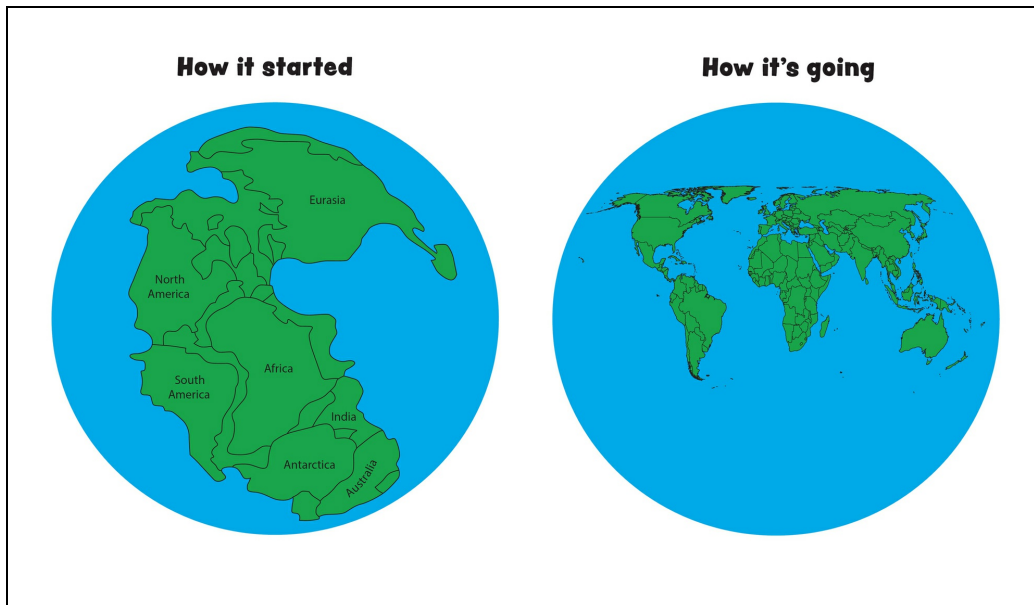 How it started
How it's going
Eurasia
North
America
Africa
South
America
India
Antarctica
Australia